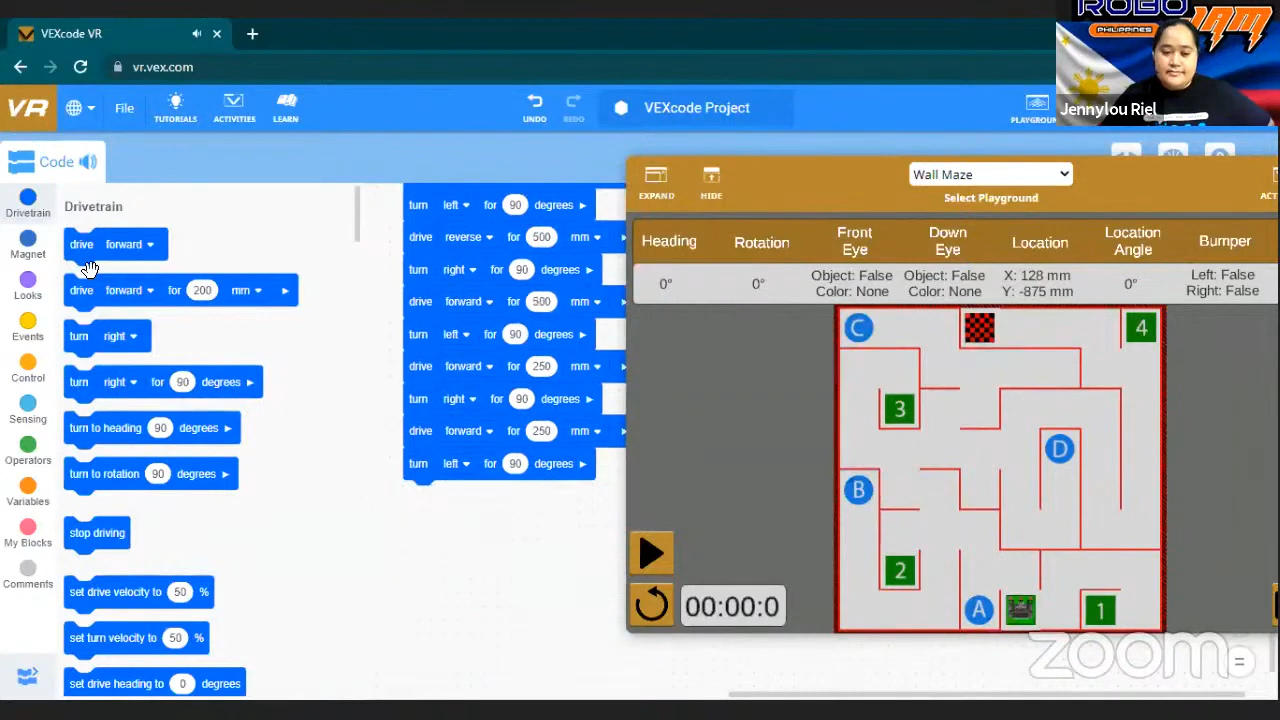 VEXcode VR
vr.vex.com
ROBO
JAM
PHILIPPINES
Jennylou Riel
VR
File
TUTORIALS
ACTIVITIES
LEARN
UNDO
REDO
VEXcode Project
PLAYGROUN
Code
Drivetrain
Magnet
Looks
Events
Control
Sensing
Operators
Variables
My Blocks
Comments
Drivetrain
drive forward
drive forward for 200 mm
turn right
turn right for 90 degrees
turn to heading 90 degrees
turn to rotation 90 degrees
stop driving
set drive velocity to 50 %
set turn velocity to 50 %
set drive heading to 0 degrees
turn left for 90 degrees
drive reverse for 500 mm
turn right for 90 degrees
drive forward for 500 mm
turn left for 90 degrees
drive forward for 250 mm
turn right for 90 degrees
drive forward for 250 mm
turn left for 90 degrees
EXPAND
HIDE
Wall Maze
Select Playground
ACT
Heading
Rotation
Front Eye
Down Eye
Location
Location Angle
Bumper
0°
0°
Object: False
Color: None
Object: False
Color: None
X: 128 mm
Y: -875 mm
0°
Left: False
Right: False
C
4
3
D
B
2
A
1
00:00:0
zoom